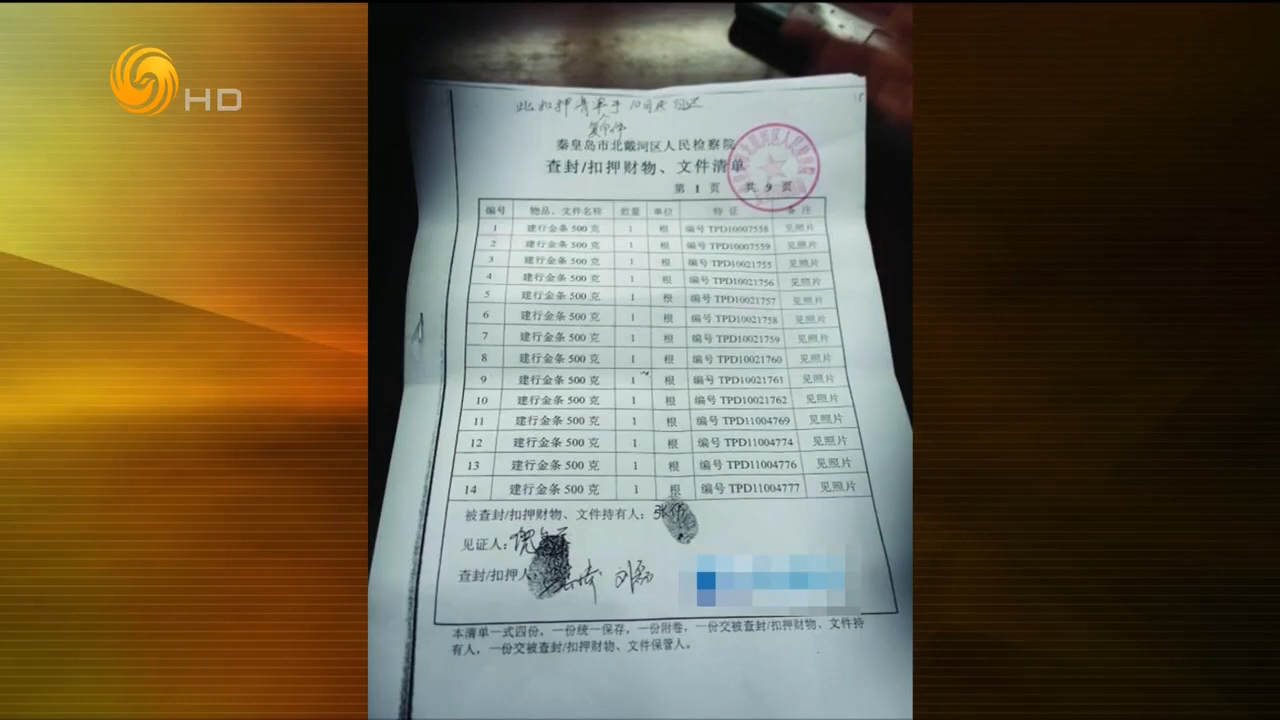 HD
秦皇岛市北戴河区人民检察院
查封/扣押财物、文件清单
第 1 页 共 9 页
编号 物品、文件名称 数量 单位 特 征 备 注
1 建行金条 500 克 1 根 编号 TPD10007558 见照片
2 建行金条 500 克 1 根 编号 TPD10007559 见照片
3 建行金条 500 克 1 根 编号 TPD10021755 见照片
4 建行金条 500 克 1 根 编号 TPD10021756 见照片
5 建行金条 500 克 1 根 编号 TPD10021757 见照片
6 建行金条 500 克 1 根 编号 TPD10021758 见照片
7 建行金条 500 克 1 根 编号 TPD10021759 见照片
8 建行金条 500 克 1 根 编号 TPD10021760 见照片
9 建行金条 500 克 1 根 编号 TPD10021761 见照片
10 建行金条 500 克 1 根 编号 TPD10021762 见照片
11 建行金条 500 克 1 根 编号 TPD11004769 见照片
12 建行金条 500 克 1 根 编号 TPD11004774 见照片
13 建行金条 500 克 1 根 编号 TPD11004776 见照片
14 建行金条 500 克 1 根 编号 TPD11004777 见照片
被查封/扣押财物、文件持有人：张伟
见证人：
查封/扣押人： 刘磊
本清单一式四份，一份统一保存，一份附卷，一份交被查封/扣押财物、文件持
有人，一份交被查封/扣押财物、文件保管人。